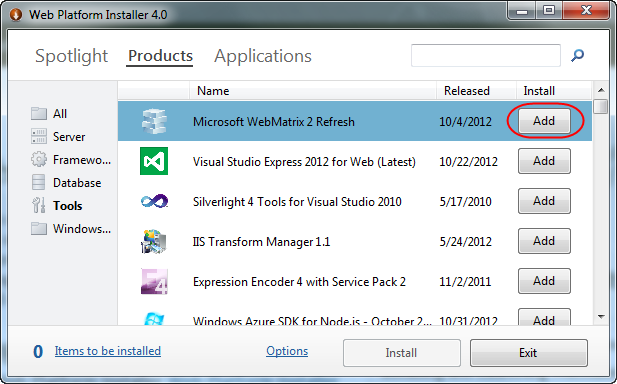 Web Platform Installer 4.0
Spotlight Products Applications
Name Released Install
All
Server
Framewo...
Database
Tools
Windows...
Microsoft WebMatrix 2 Refresh 10/4/2012 Add
Visual Studio Express 2012 for Web (Latest) 10/22/2012 Add
Silverlight 4 Tools for Visual Studio 2010 5/17/2010 Add
IIS Transform Manager 1.1 5/24/2012 Add
Expression Encoder 4 with Service Pack 2 11/2/2011 Add
Windows Azure SDK for Node.js - October 2... 10/31/2012 Add
0 Items to be installed Options Install Exit